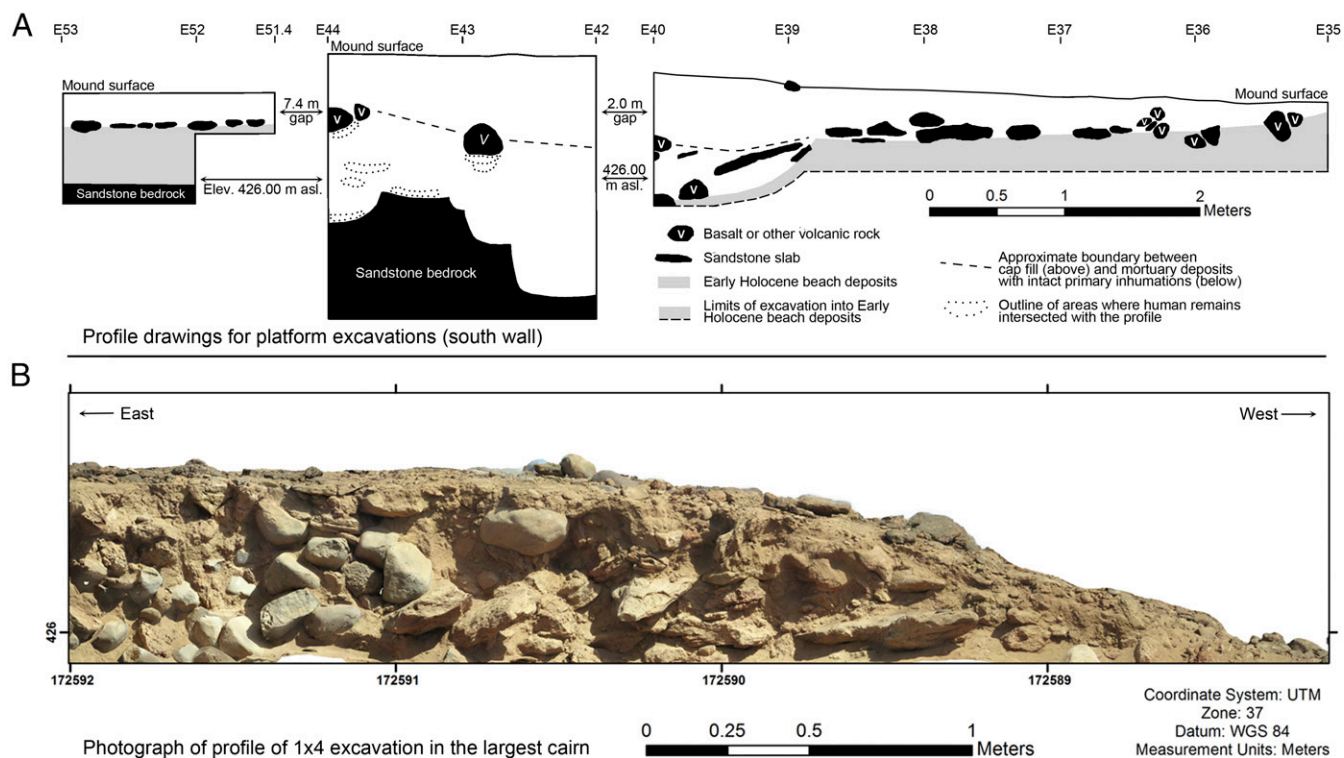 A
E53 E52 E51.4 E44 E43 E42 E40 E39 E38 E37 E36 E35
Mound surface
Mound surface
Mound surface
7.4 m
gap
2.0 m
gap
Elev. 426.00 m asl.
426.00
m asl.
Sandstone bedrock
Sandstone bedrock
V V V V V V V V V V V V V
0 0.5 1 2
Meters
V Basalt or other volcanic rock
Sandstone slab
Early Holocene beach deposits
Limits of excavation into Early
Holocene beach deposits
Approximate boundary between
cap fill (above) and mortuary deposits
with intact primary inhumations (below)
Outline of areas where human remains
intersected with the profile
Profile drawings for platform excavations (south wall)
B
East
West
426
172592 172591 172590 172589
Photograph of profile of 1x4 excavation in the largest cairn
0 0.25 0.5 1
Meters
Coordinate System: UTM
Zone: 37
Datum: WGS 84
Measurement Units: Meters